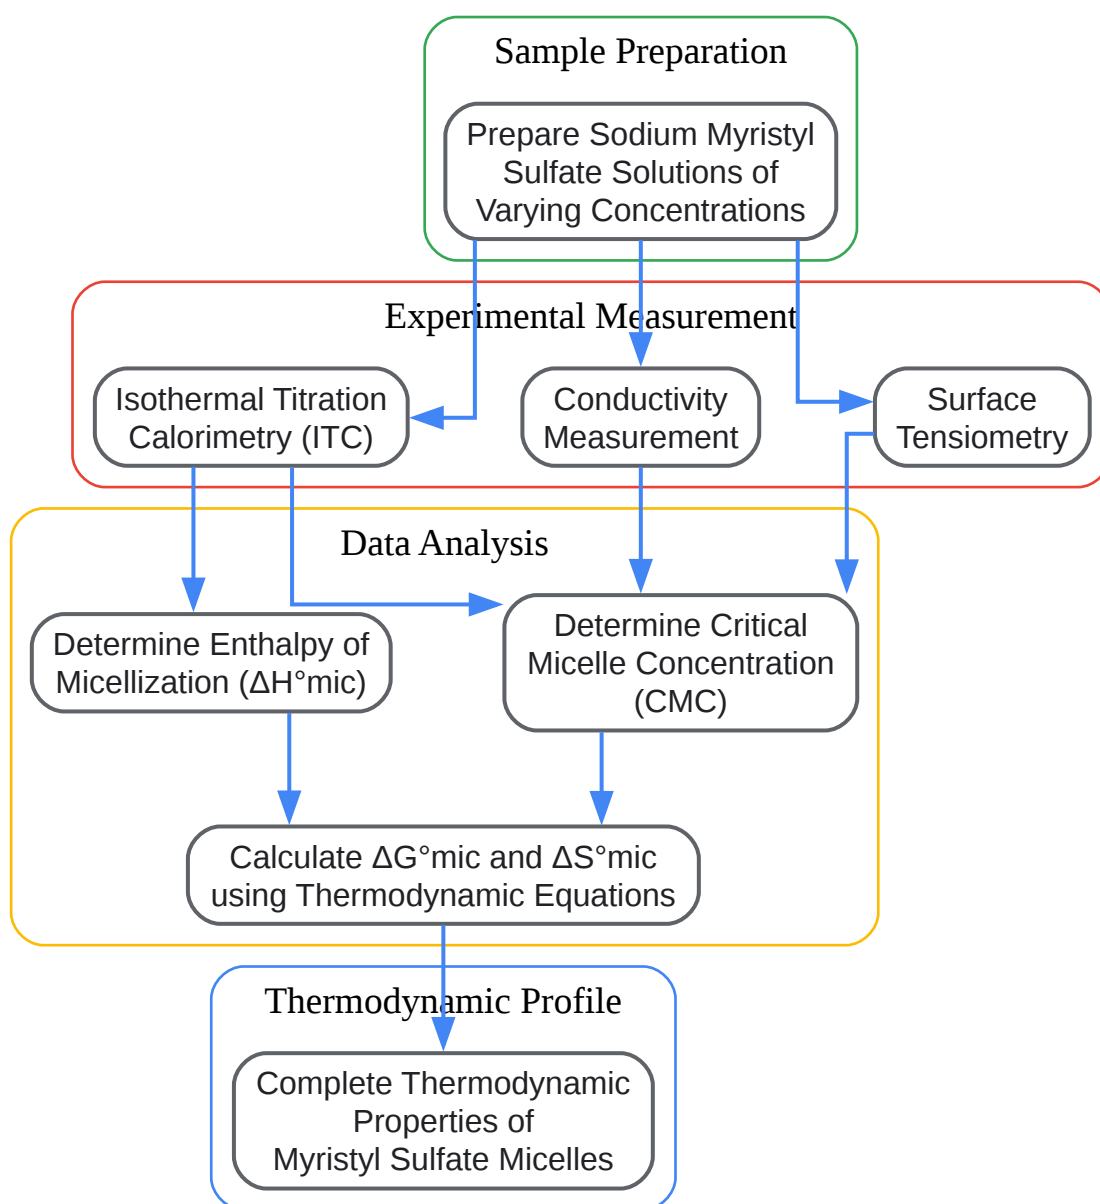 Sample Preparation
Prepare Sodium Myristyl
Sulfate Solutions of
Varying Concentrations
Experimental Measurement
Isothermal Titration
Calorimetry (ITC)
Conductivity
Measurement
Surface
Tensiometry
Data Analysis
Determine Enthalpy of
Micellization (ΔH°mic)
Determine Critical
Micelle Concentration
(CMC)
Calculate ΔG°mic and ΔS°mic
using Thermodynamic Equations
Thermodynamic Profile
Complete Thermodynamic
Properties of
Myristyl Sulfate Micelles